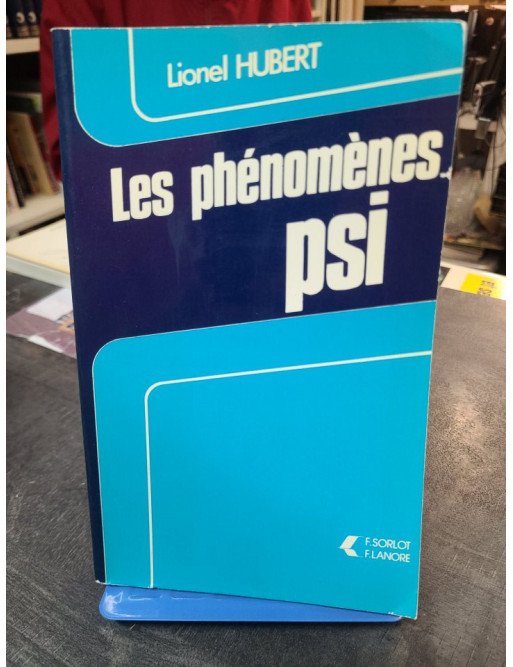 Lionel HUBERT
Les phénomènes
psi
F. SORLOT
F. LANORE